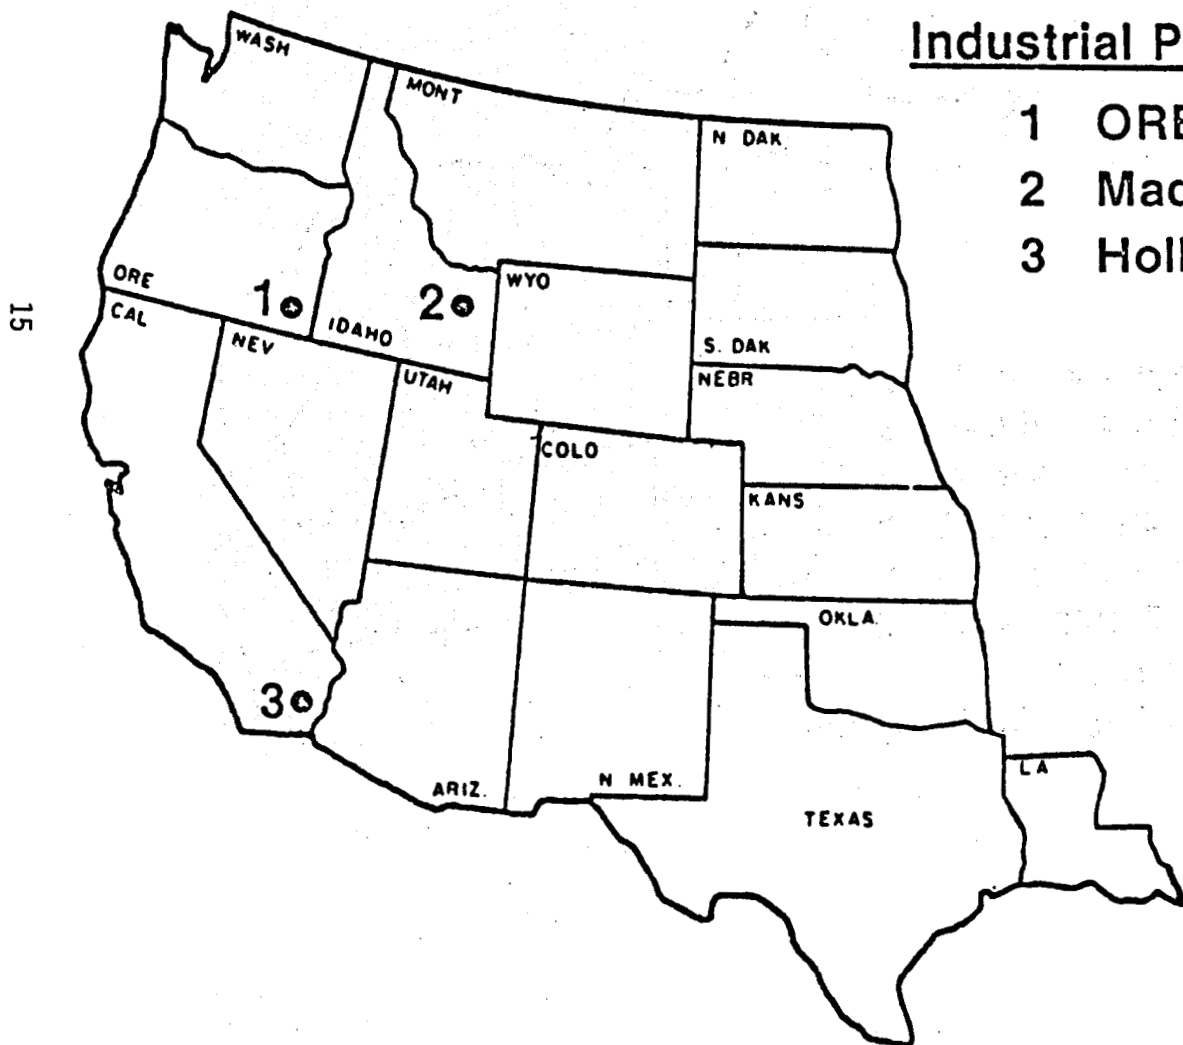 Industrial P
1 ORE
2 Mad
3 Holl
WASH
MONT
N DAK.
ORE
1
2
WYO
CAL
IDAHO
NEV
S. DAK
UTAH
NEBR
COLO
KANS
OKLA.
3
ARIZ.
N MEX.
LA
TEXAS
15